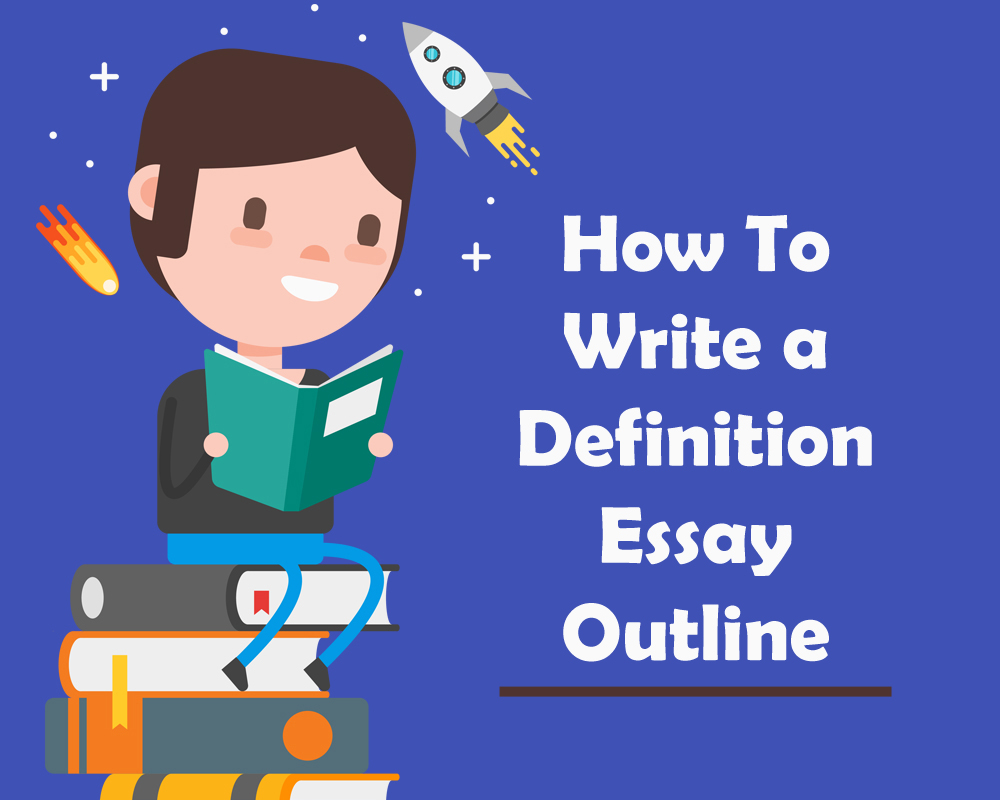 How To
Write a
Definition
Essay
Outline